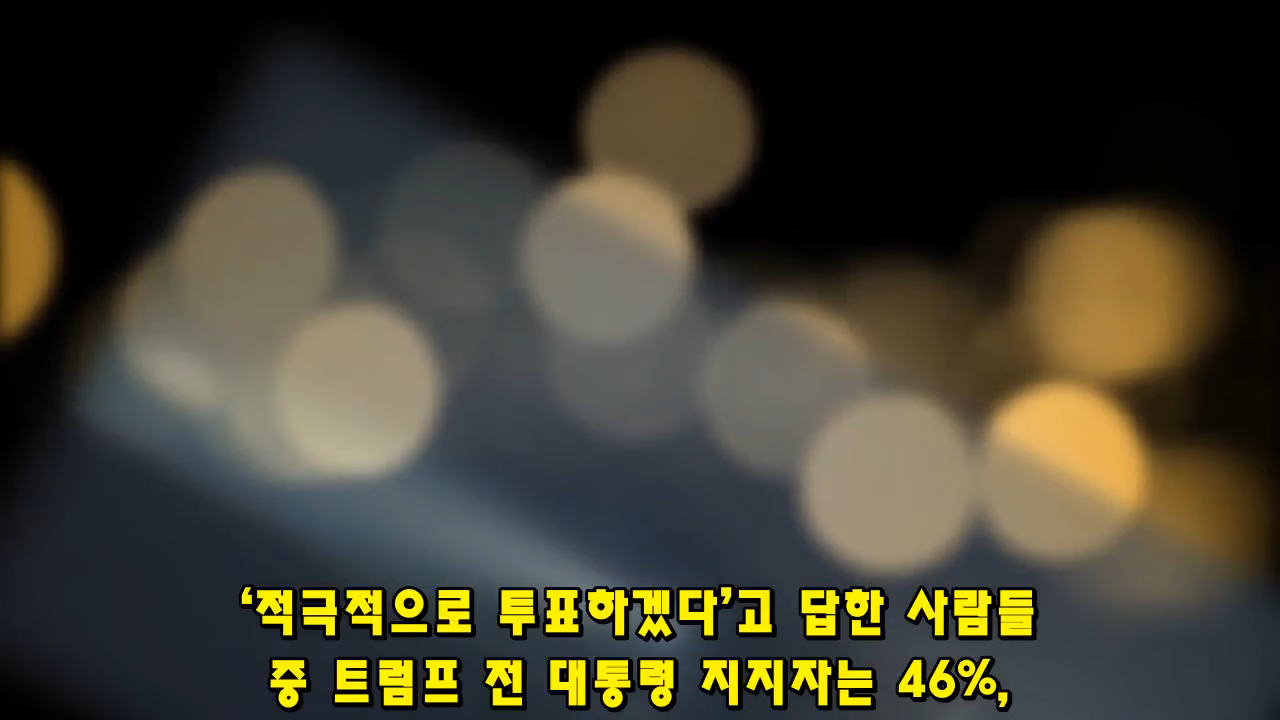 ‘적극적으로 투표하겠다’고 답한 사람들
중 트럼프 전 대통령 지지자는 46%,